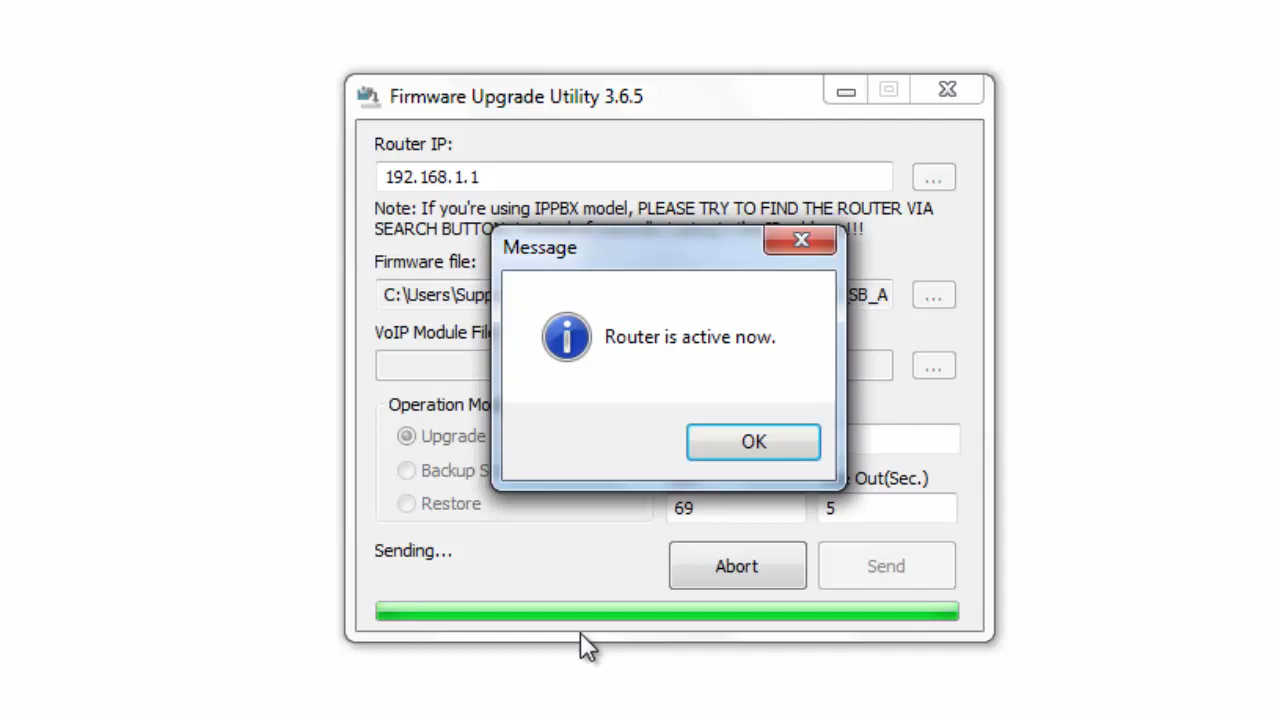 Firmware Upgrade Utility 3.6.5
Router IP:
192.168.1.1
...
Note: If you're using IPPBX model, PLEASE TRY TO FIND THE ROUTER VIA
SEARCH BUTTON !!!
Message
Firmware file:
C:\Users\Supp SB_A
...
Router is active now.
VoIP Module File
...
Operation Mo
OK
Upgrade
Backup S
Out(Sec.)
Restore
69
5
Sending...
Abort
Send